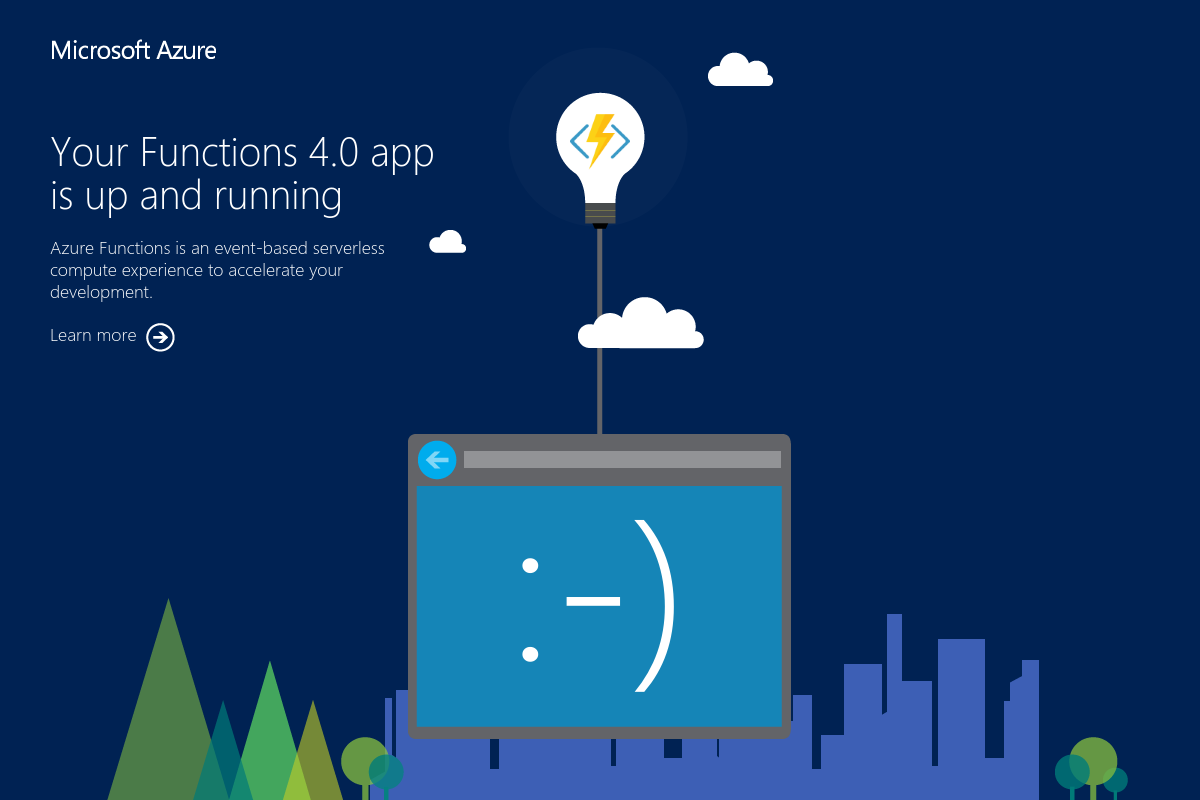 Microsoft Azure
Your Functions 4.0 app
is up and running
Azure Functions is an event-based serverless
compute experience to accelerate your
development.
Learn more
:-)